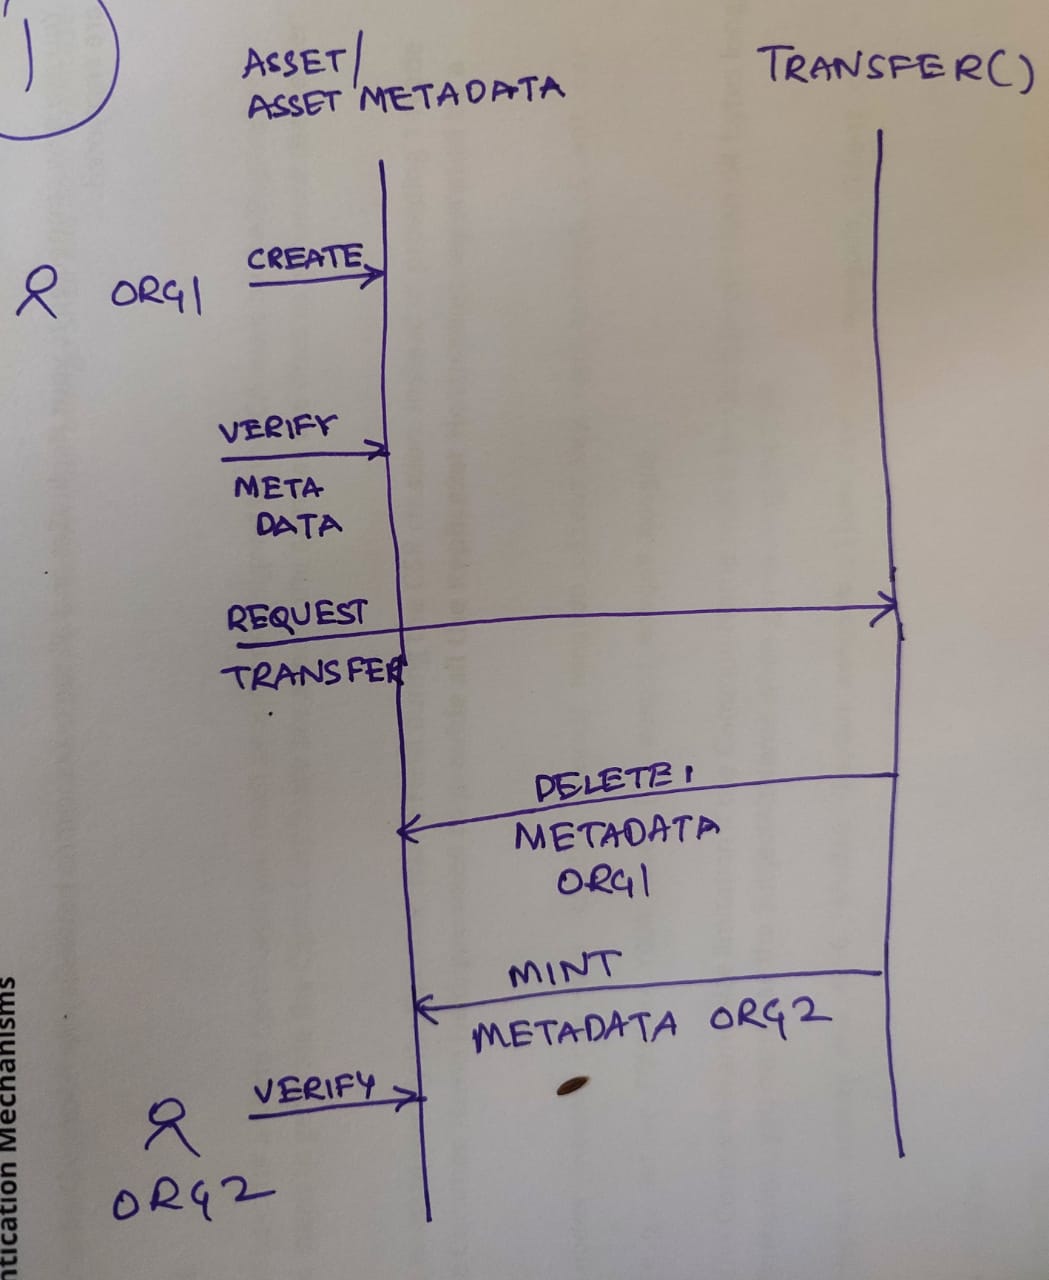 1
ASSET/
ASSET METADATA
TRANSFER()
CREATE
ORG1
VERIFY
META
DATA
REQUEST
TRANSFER
DELETE
METADATA
ORG1
MINT
METADATA ORG2
VERIFY
ORG2
ntication Mechanisms